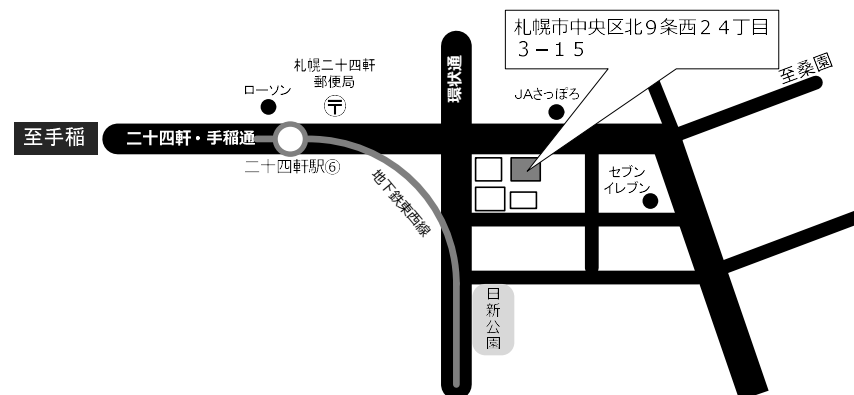 札幌市中央区北９条西２４丁目
３−１５
至桑園
札幌二十四軒
郵便局
環状通
ローソン
〒
JAさっぽろ
至手稲
二十四軒・手稲通
二十四軒駅⑥
セブン
イレブン
地下鉄東西線
日新公園